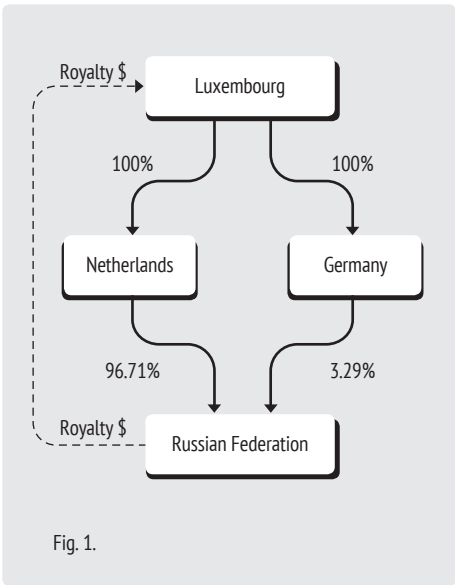 Royalty $
Luxembourg
100%
100%
Netherlands
Germany
96.71%
3.29%
Royalty $
Russian Federation
Fig. 1.